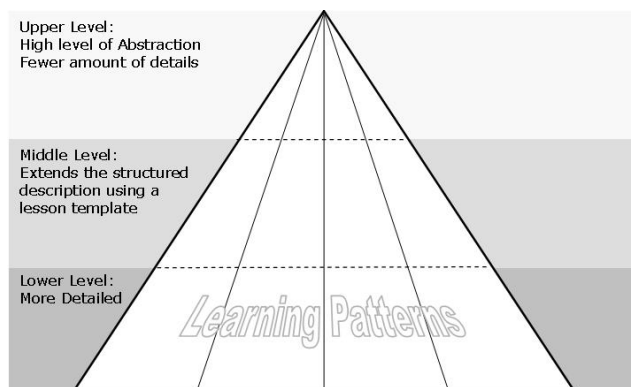 Upper Level:
High level of Abstraction
Fewer amount of details
Middle Level:
Extends the structured
description using a
lesson template
Lower Level:
More Detailed
Learning Patterns